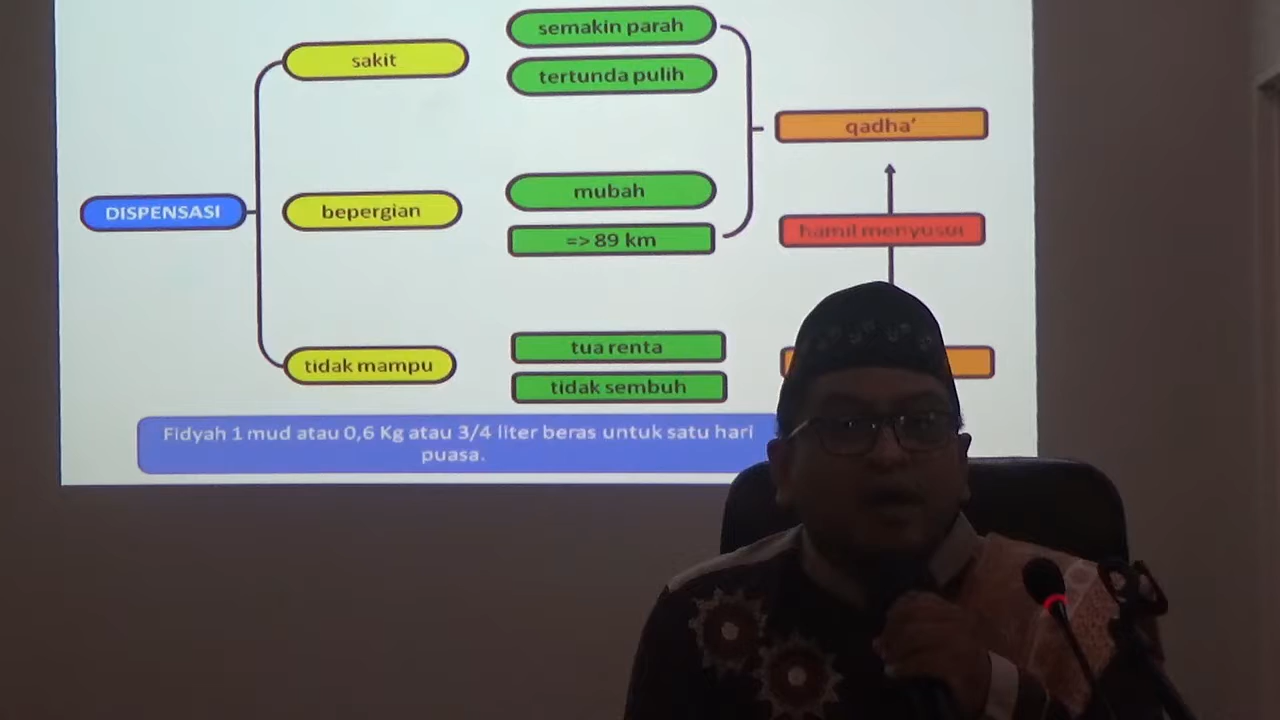 semakin parah
sakit
tertunda pulih
qadha’
mubah
DISPENSASI
bepergian
hamil menyusui
=> 89 km
tua renta
tidak mampu
tidak sembuh
Fidyah 1 mud atau 0,6 Kg atau 3/4 liter beras untuk satu hari
puasa.